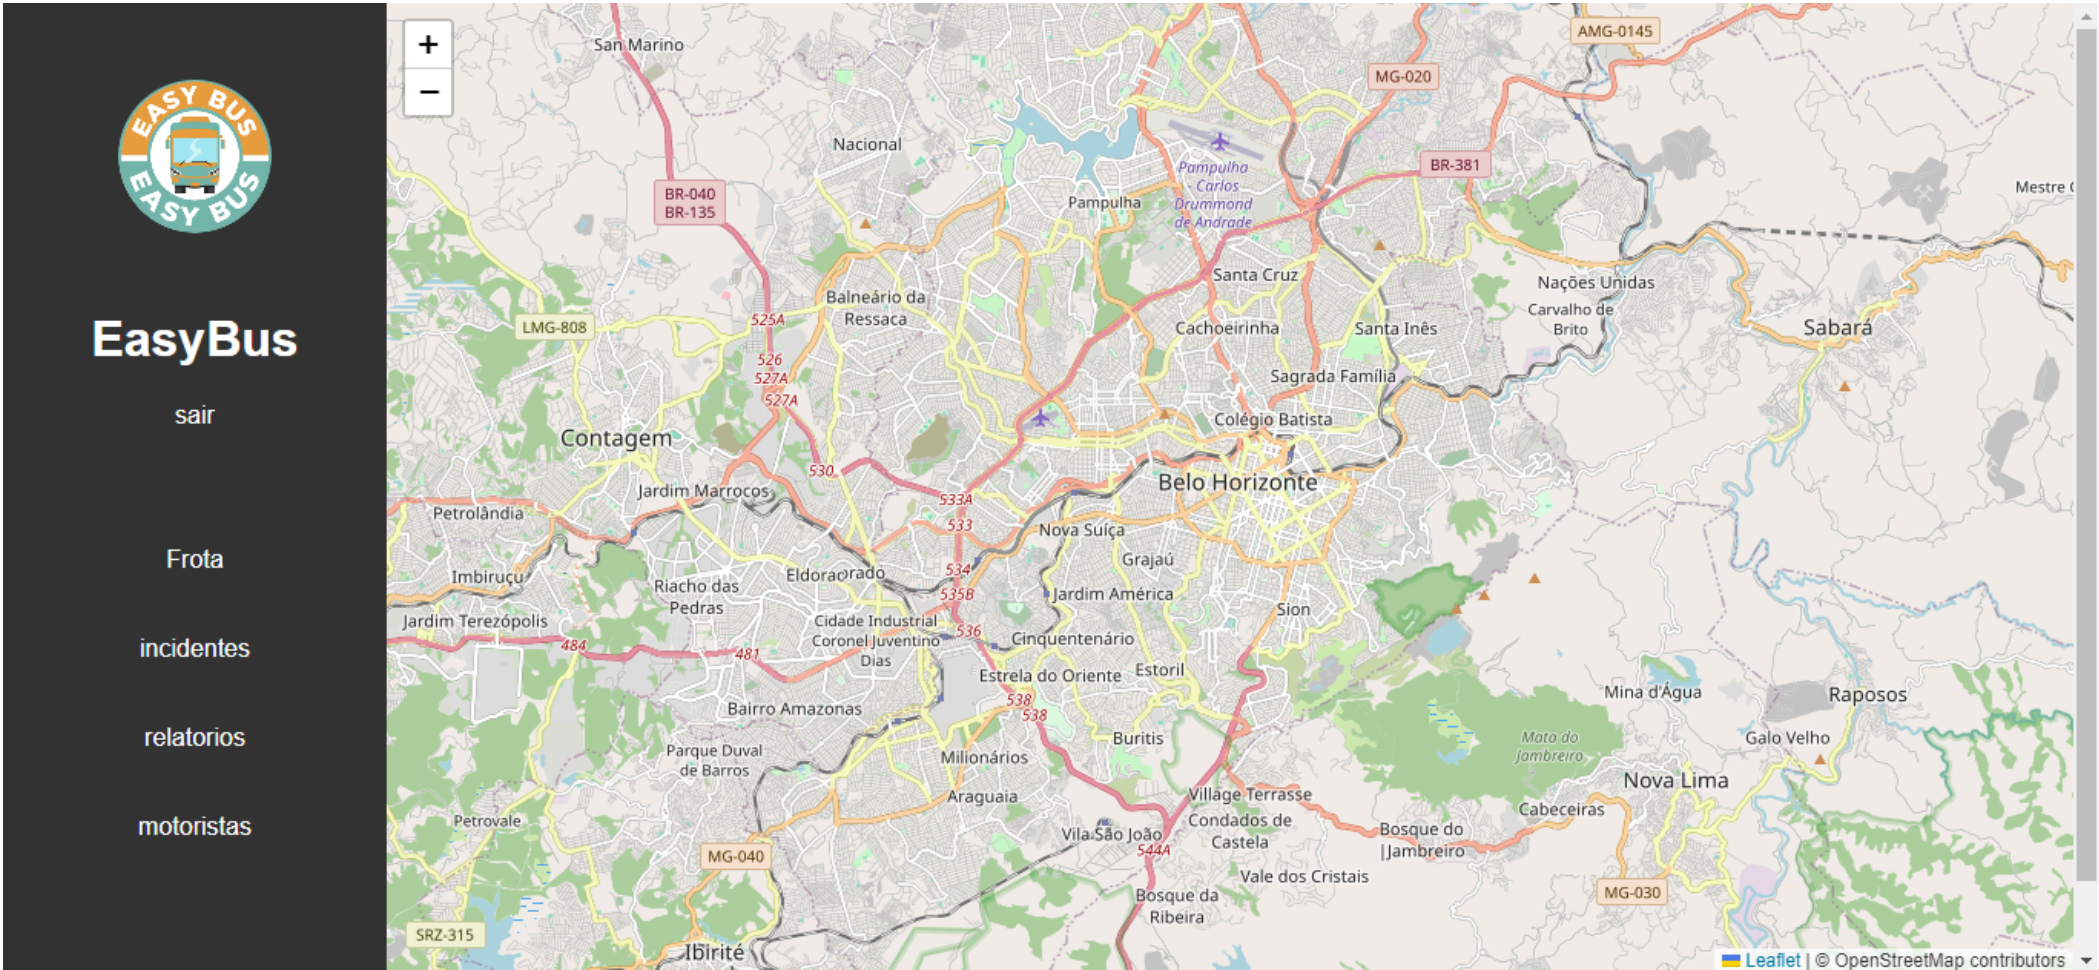 EASY BUS
EASY BUS
EasyBus
sair
Frota
incidentes
relatorios
motoristas
+
−
San Marino
AMG-0145
MG-020
Nacional
BR-381
Pampulha
- Carlos
Drummond
de Andrade
Mestre
BR-040
BR-135
Pampulha
Santa Cruz
Nações Unidas
Balneário da
Ressaca
Carvalho de
Brito
525A
LMG-808
Cachoeirinha
Santa Inês
Sabará
526
527A
Sagrada Família
527A
Colégio Batista
Contagem
530
Belo Horizonte
Jardim Marrocos
533A
Petrolândia
533
Nova Suíça
Grajaú
534
Imbiruçu
Riacho das
Pedras
Eldorado
535B
Jardim América
Sion
Jardim Terezópolis
Cidade Industrial
Coronel Juventino
Dias
536
Cinquentenário
484
481
Estrela do Oriente
Estoril
Mina d'Água
Raposos
538
538
Bairro Amazonas
Buritis
Mata do
Jambreiro
Galo Velho
Parque Duval
de Barros
Milionários
Nova Lima
Araguaia
Village Terrasse
Cabeceiras
Petrovale
Vila São João
Condados de
Castela
Bosque do
Jambreiro
544A
MG-040
Vale dos Cristais
MG-030
Bosque da
Ribeira
SRZ-315
Ibirité
Leaflet | © OpenStreetMap contributors